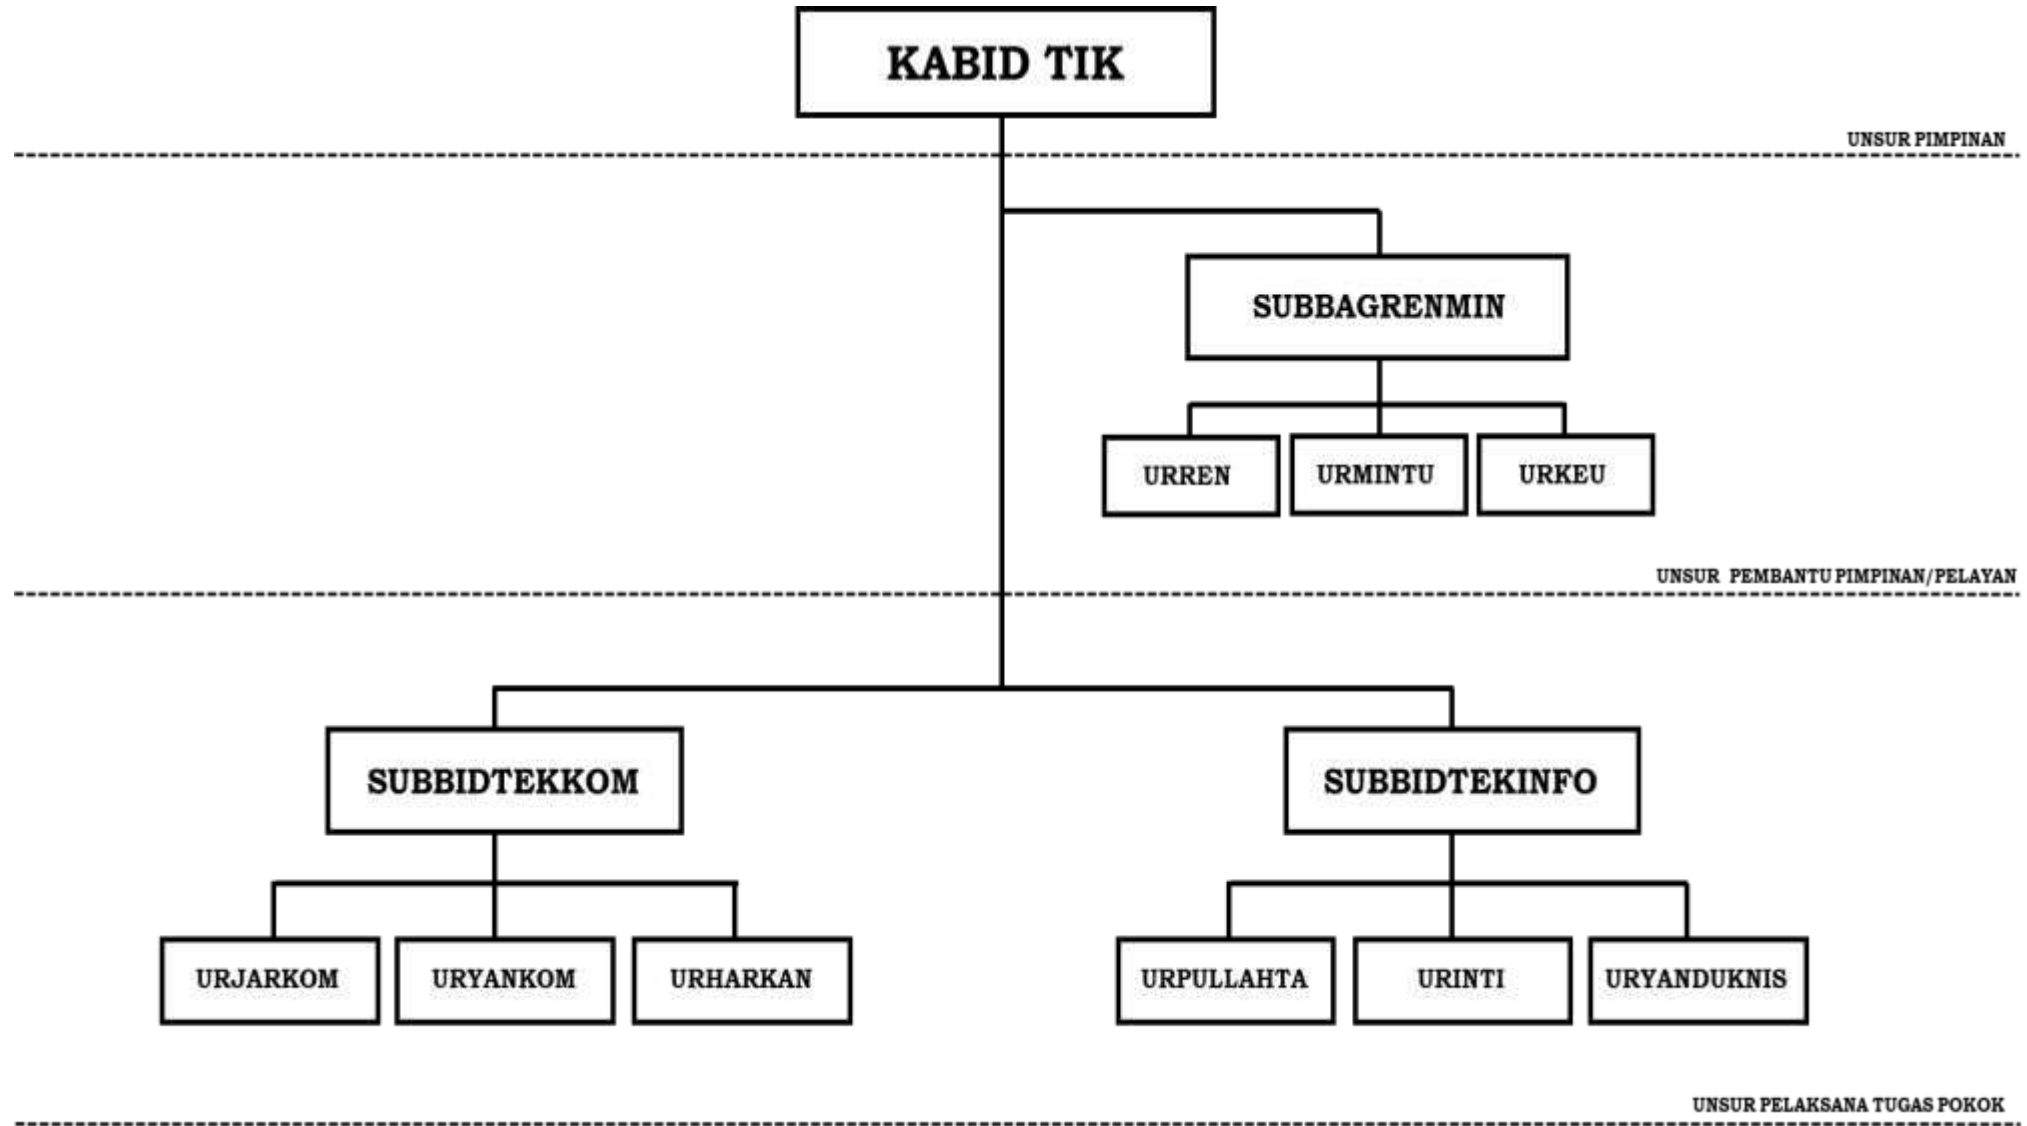 KABID TIK
UNSUR PIMPINAN
SUBBAGRENMIN
URREN
URMINTU
URKEU
UNSUR PEMBANTU PIMPINAN/PELAYAN
SUBBIDTEKKOM
SUBBIDTEKINFO
URJARKOM
URYANKOM
URHARKAN
URPULLAHTA
URINTI
URYANDUKNIS
UNSUR PELAKSANA TUGAS POKOK